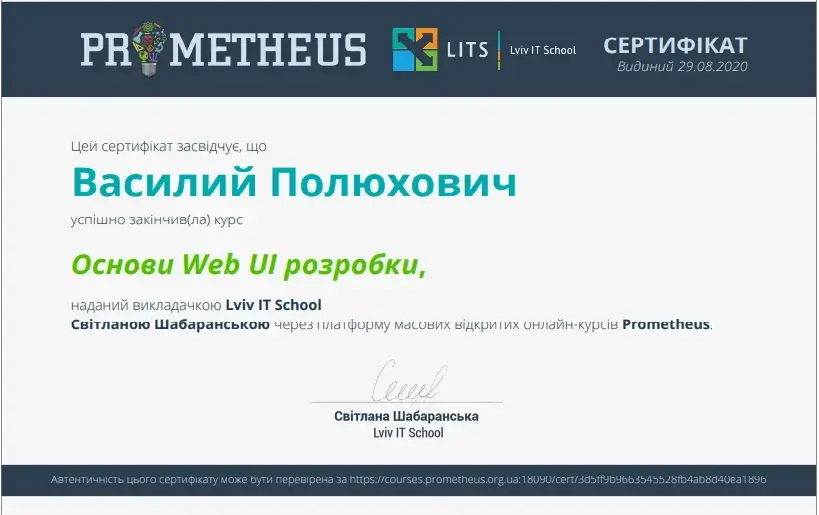 PROMETHEUS
LITS
Lviv IT School
СЕРТИФІКАТ
Виданий 29.08.2020
Цей сертифікат засвідчує, що
Василий Полюхович
успішно закінчив(ла) курс
Основи Web UI розробки,
наданий викладачкою Lviv IT School
Світланою Шабаранською через платформу масових відкритих онлайн-курсів Prometheus.
Світлана Шабаранська
Lviv IT School
Автентичність цього сертифікату може бути перевірена за https://courses.prometheus.org.ua:18090/cert/3d5ff9b9663545528fb4ab8d40ea1896